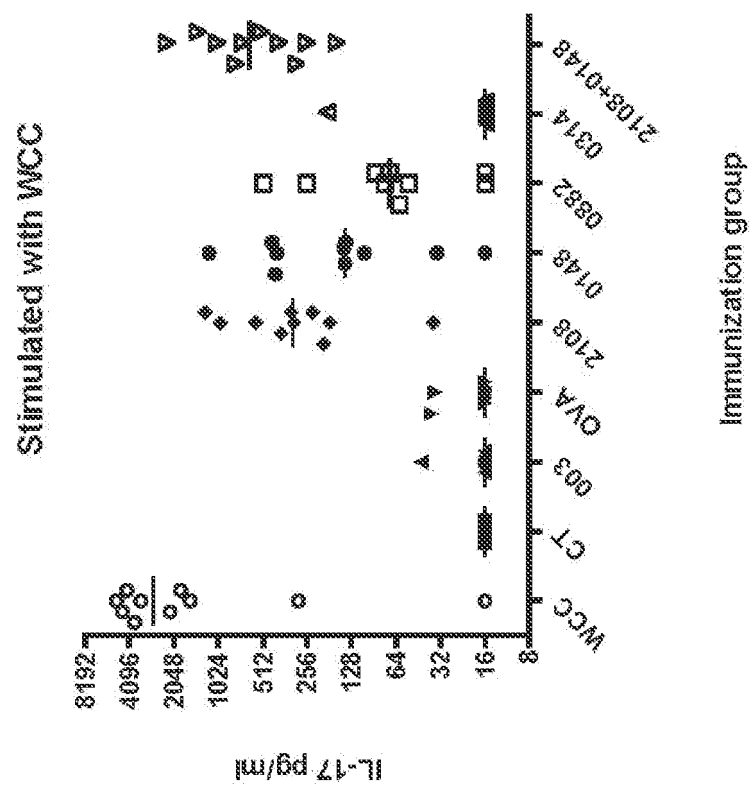 Stimulated with WCC
IL-17 pg/ml
8192
4096
2048
1024
512
256
128
64
32
16
8
WCC
CT
003
OVA
2108
0148
0882
0314
2108+0148
Immunization group